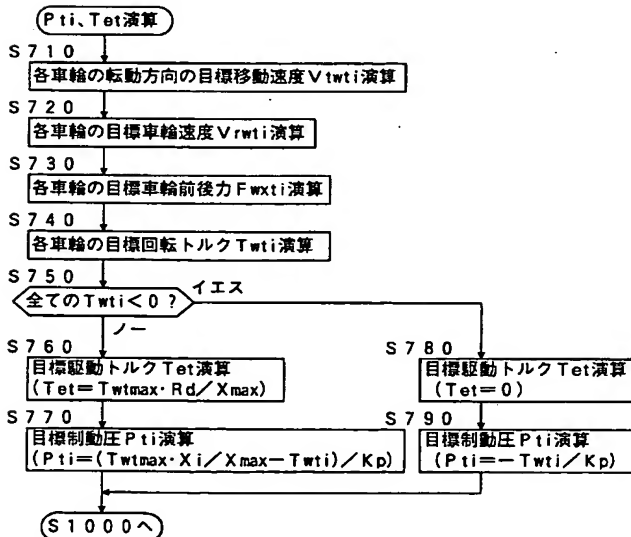 Pti、Tet演算
S710
各車輪の転動方向の目標移動速度Vtwti演算
S720
各車輪の目標車輪速度Vrwti演算
S730
各車輪の目標車輪前後力Fwxti演算
S740
各車輪の目標回転トルクTwti演算
S750
全てのTwti<0?
イエス
ノー
S760
目標駆動トルクTet演算
(Tet=Twtmax·Rd/Xmax)
S770
目標制動圧Pti演算
(Pti=(Twtmax·Xi/Xmax-Twti)/Kp)
S780
目標駆動トルクTet演算
(Tet=0)
S790
目標制動圧Pti演算
(Pti=-Twti/Kp)
S1000へ